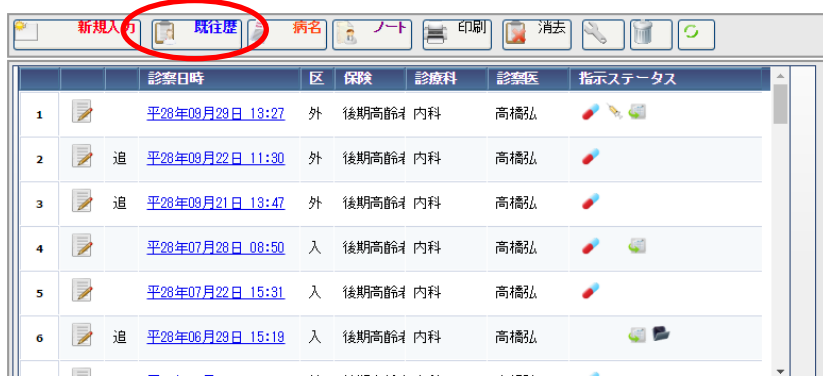 新規入力 既往歴 病名 ノート 印刷 消去
診察日時 区 保険 診療科 診察医 指示ステータス
1 平28年09月29日 13:27 外 後期高齢者 内科 高橋弘
2 追 平28年09月22日 11:30 外 後期高齢者 内科 高橋弘
3 追 平28年09月21日 13:47 外 後期高齢者 内科 高橋弘
4 平28年07月28日 08:50 入 後期高齢者 内科 高橋弘
5 平28年07月22日 15:31 入 後期高齢者 内科 高橋弘
6 追 平28年06月29日 15:19 入 後期高齢者 内科 高橋弘